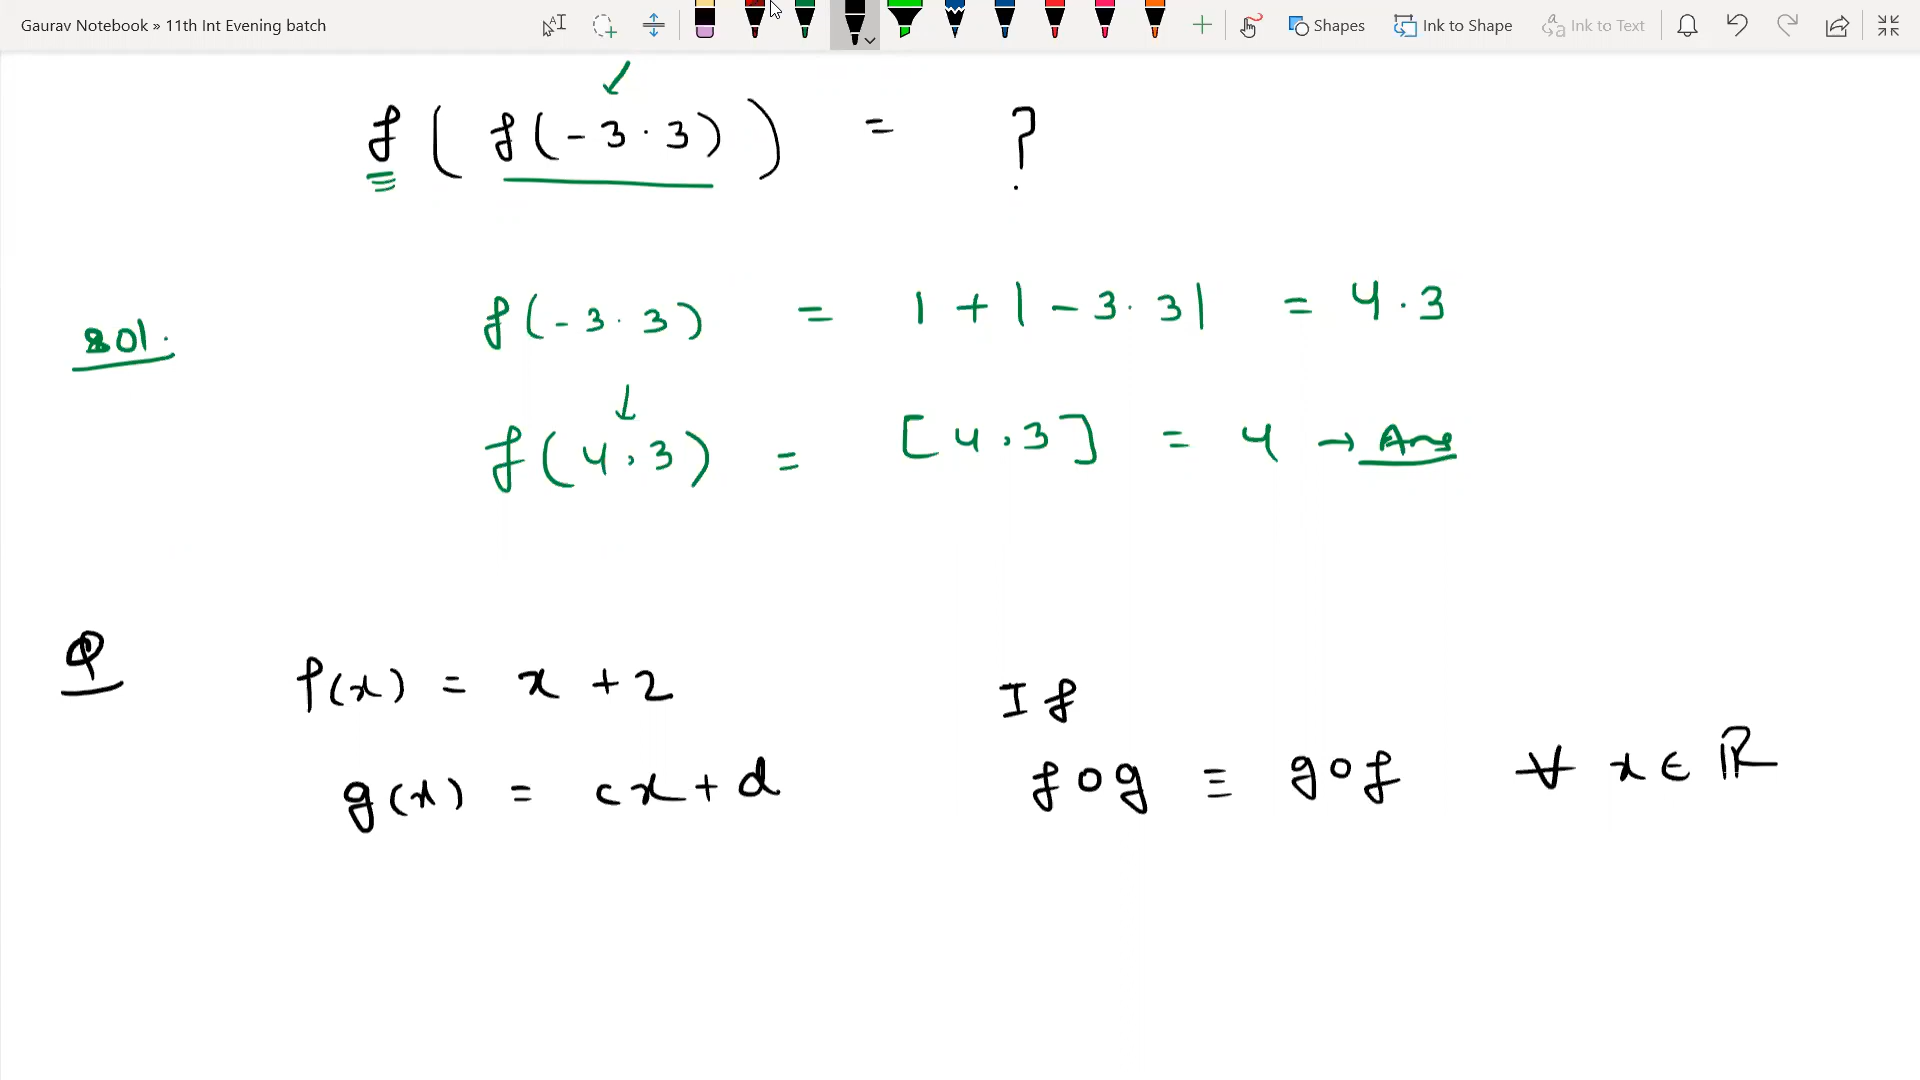 Gaurav Notebook » 11th Int Evening batch
Shapes
Ink to Shape
Ink to Text
f ( f(-3.3) ) = ?
sol. f(-3.3) = 1 + |-3.3| = 4.3
f(4.3) = [4.3] = 4 → Ans
Q f(x) = x + 2 If
g(x) = cx + d fog ≡ gof ∀ x ∈ ℝ